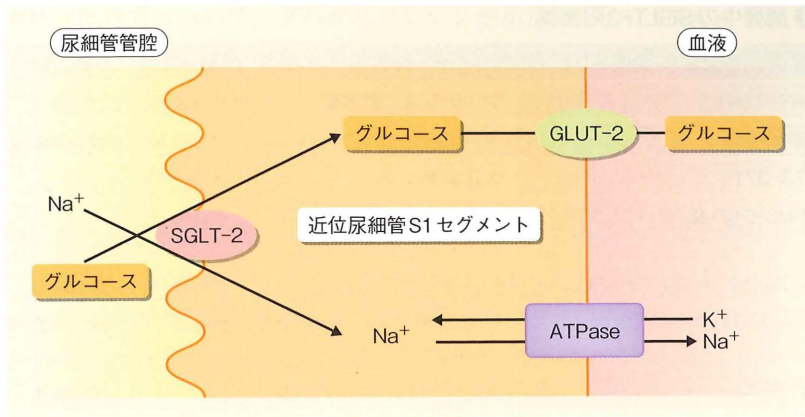 尿細管管腔
血液
グルコース
GLUT-2
グルコース
Na⁺
SGLT-2
近位尿細管S1セグメント
グルコース
Na⁺
ATPase
K⁺
Na⁺